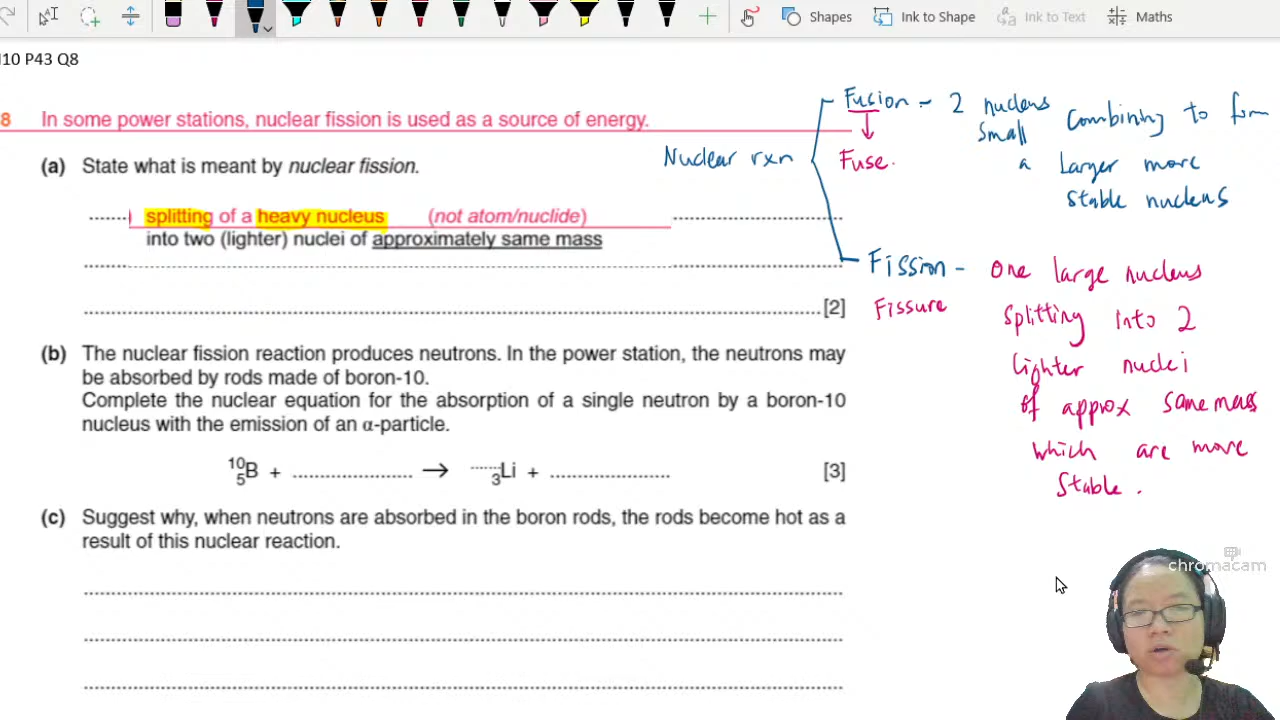 Shapes
Ink to Shape
Ink to Text
Maths
10 P43 Q8
8 In some power stations, nuclear fission is used as a source of energy.
(a) State what is meant by nuclear fission.
splitting of a heavy nucleus (not atom/nuclide)
into two (lighter) nuclei of approximately same mass
[2]
(b) The nuclear fission reaction produces neutrons. In the power station, the neutrons may
be absorbed by rods made of boron-10.
Complete the nuclear equation for the absorption of a single neutron by a boron-10
nucleus with the emission of an α-particle.
¹⁰₅B + .................... → ......₃Li + .................... [3]
(c) Suggest why, when neutrons are absorbed in the boron rods, the rods become hot as a
result of this nuclear reaction.
Nuclear rxn
Fusion - 2 nucleus combining to form
small
Fuse.
a larger more
stable nucleus
Fission - One large nucleus
Fissure
splitting into 2
lighter nuclei
of approx same mass
which are more
stable.
chromacam